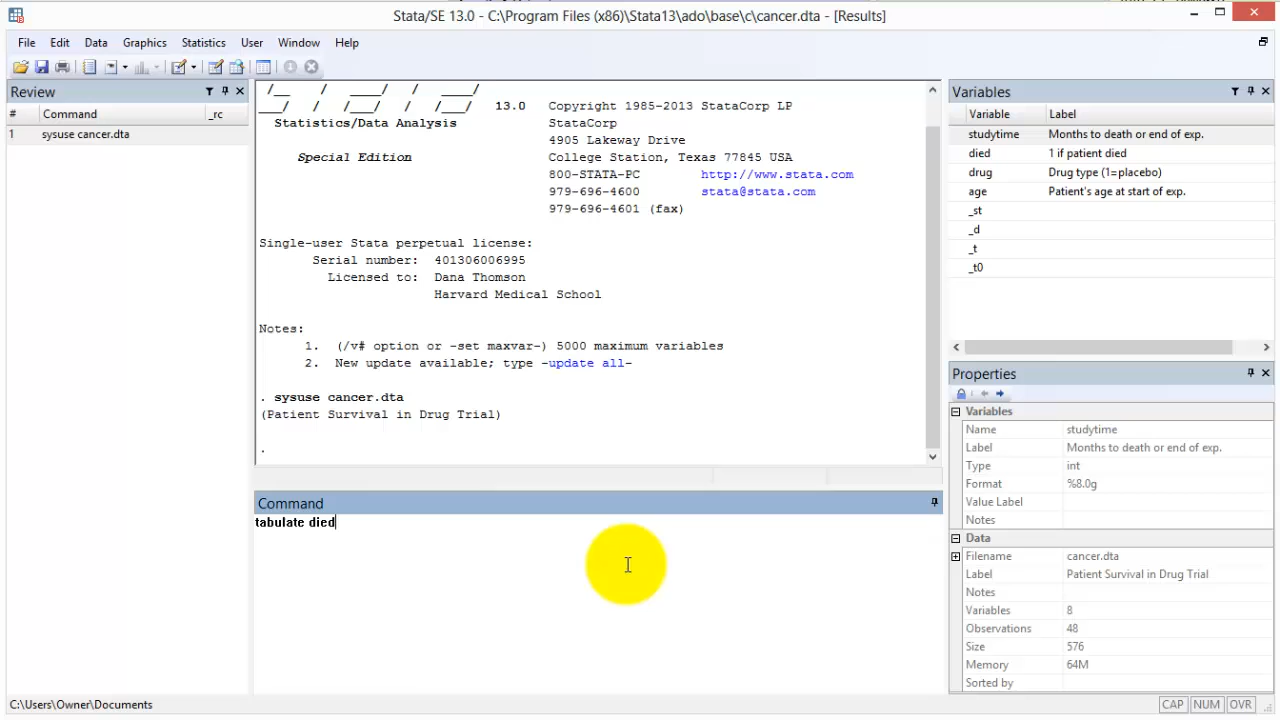 Stata/SE 13.0 - C:\Program Files (x86)\Stata13\ado\base\c\cancer.dta - [Results]
File Edit Data Graphics Statistics User Window Help
Review
# Command _rc
1 sysuse cancer.dta
/__ / ____/ / ____/
___/ / /___/ / /___/ 13.0 Copyright 1985-2013 StataCorp LP
Statistics/Data Analysis StataCorp
4905 Lakeway Drive
Special Edition College Station, Texas 77845 USA
800-STATA-PC http://www.stata.com
979-696-4600 stata@stata.com
979-696-4601 (fax)
Single-user Stata perpetual license:
Serial number: 401306006995
Licensed to: Dana Thomson
Harvard Medical School
Notes:
1. (/v# option or -set maxvar-) 5000 maximum variables
2. New update available; type -update all-
. sysuse cancer.dta
(Patient Survival in Drug Trial)
.
Command
tabulate died
Variables
Variable Label
studytime Months to death or end of exp.
died 1 if patient died
drug Drug type (1=placebo)
age Patient's age at start of exp.
_st
_d
_t
_t0
Properties
Variables
Name studytime
Label Months to death or end of exp.
Type int
Format %8.0g
Value Label
Notes
Data
Filename cancer.dta
Label Patient Survival in Drug Trial
Notes
Variables 8
Observations 48
Size 576
Memory 64M
Sorted by
C:\Users\Owner\Documents CAP NUM OVR